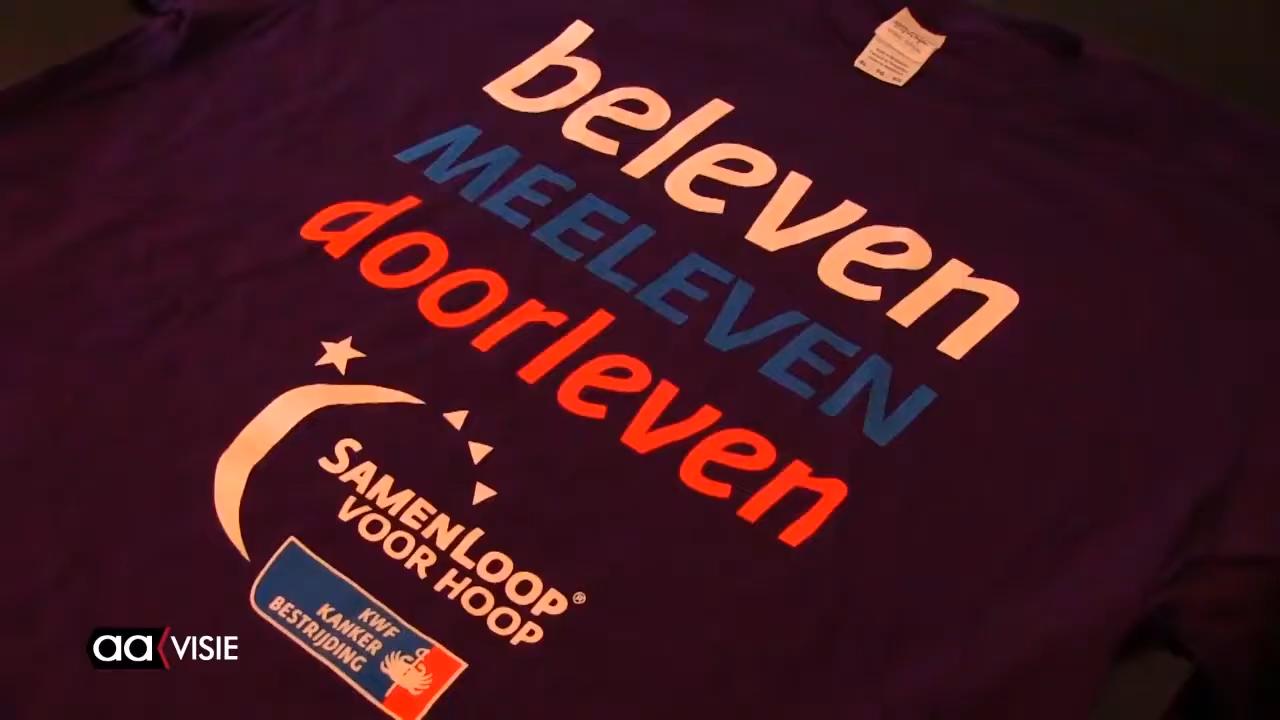 beleven
MEELEVEN
doorleven
SAMENLOOP®
VOOR HOOP
KWF
KANKER
BESTRIJDING
aa VISIE